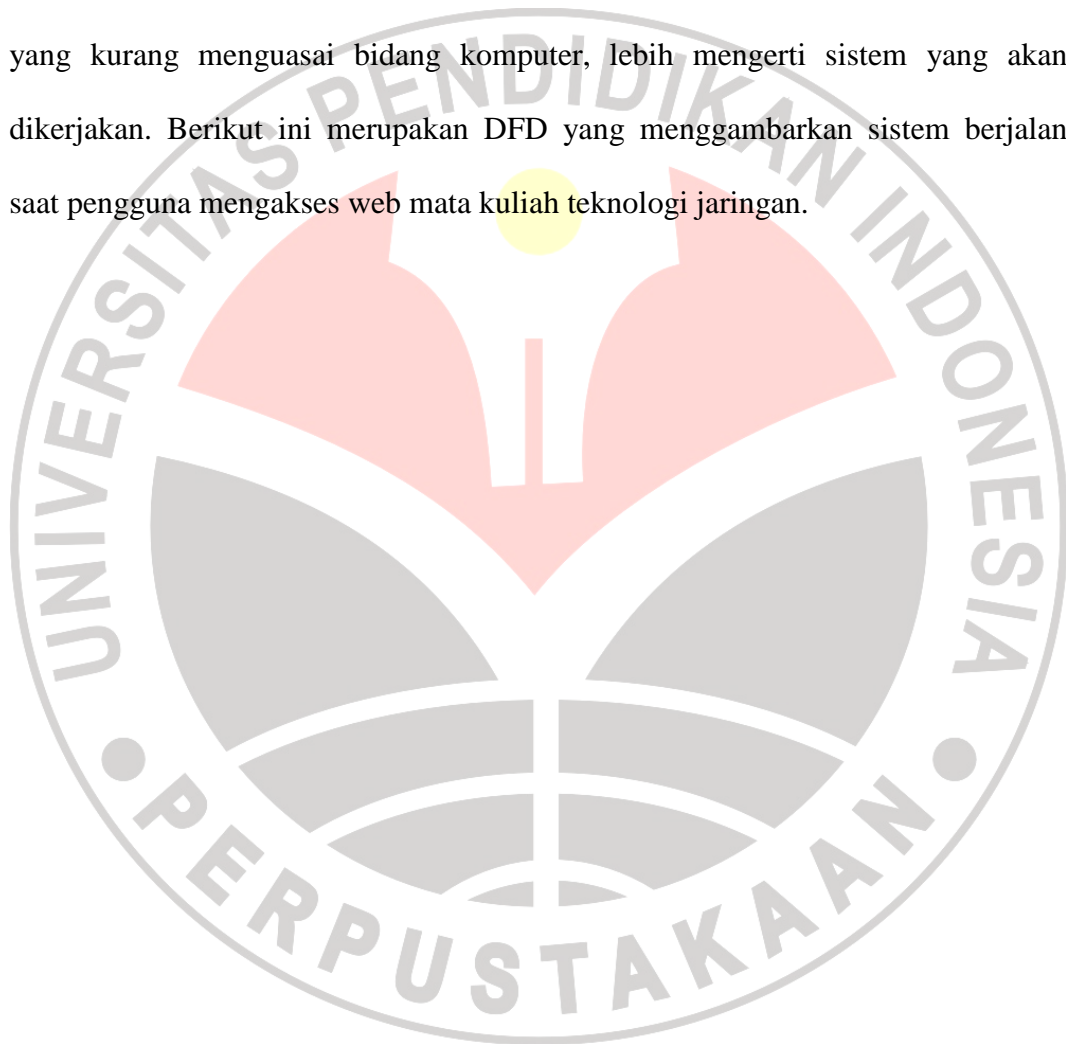 yang kurang menguasai bidang komputer, lebih mengerti sistem yang akan
dikerjakan. Berikut ini merupakan DFD yang menggambarkan sistem berjalan
saat pengguna mengakses web mata kuliah teknologi jaringan.
UNIVERSITAS PENDIDIKAN INDONESIA
PERPUSTAKAAN